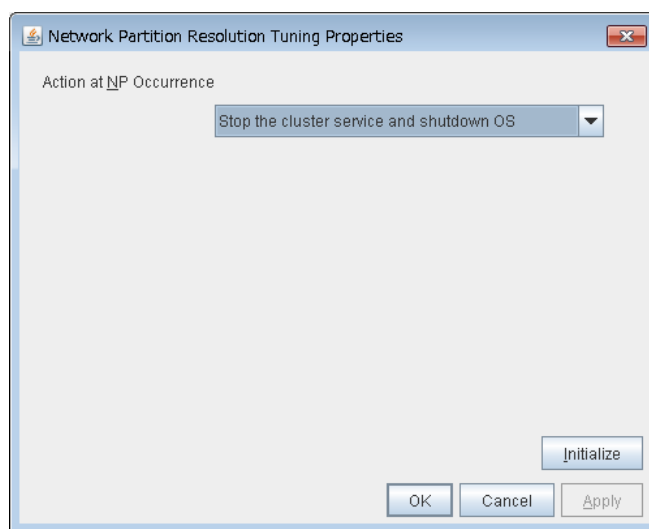 Network Partition Resolution Tuning Properties
Action at NP Occurrence
Stop the cluster service and shutdown OS
Initialize
OK Cancel Apply